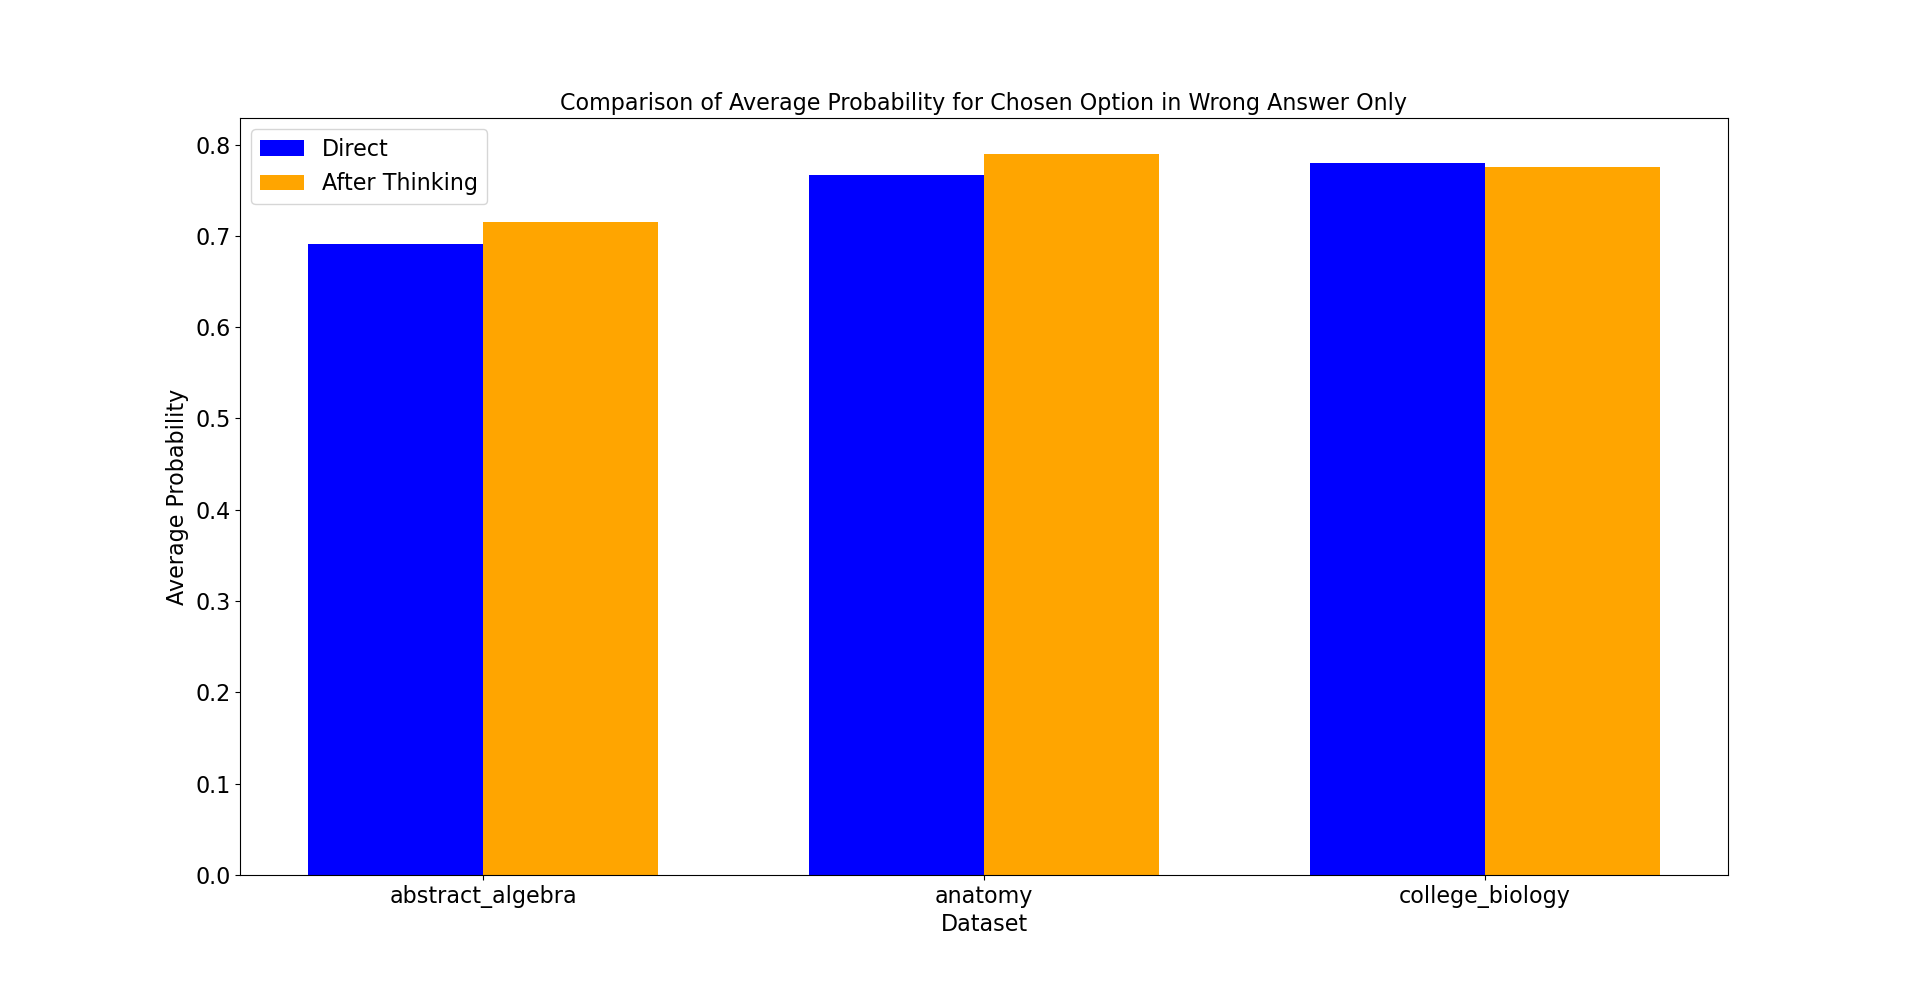 Comparison of Average Probability for Chosen Option in Wrong Answer Only
Direct
After Thinking
Average Probability
0.8
0.7
0.6
0.5
0.4
0.3
0.2
0.1
0.0
abstract_algebra anatomy college_biology
Dataset